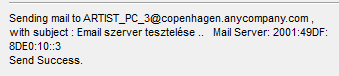 Sending mail to ARTIST_PC_3@copenhagen.anycompany.com ,
with subject : Email szerver tesztelése .. Mail Server: 2001:49DF:
8DE0:10::3
Send Success.